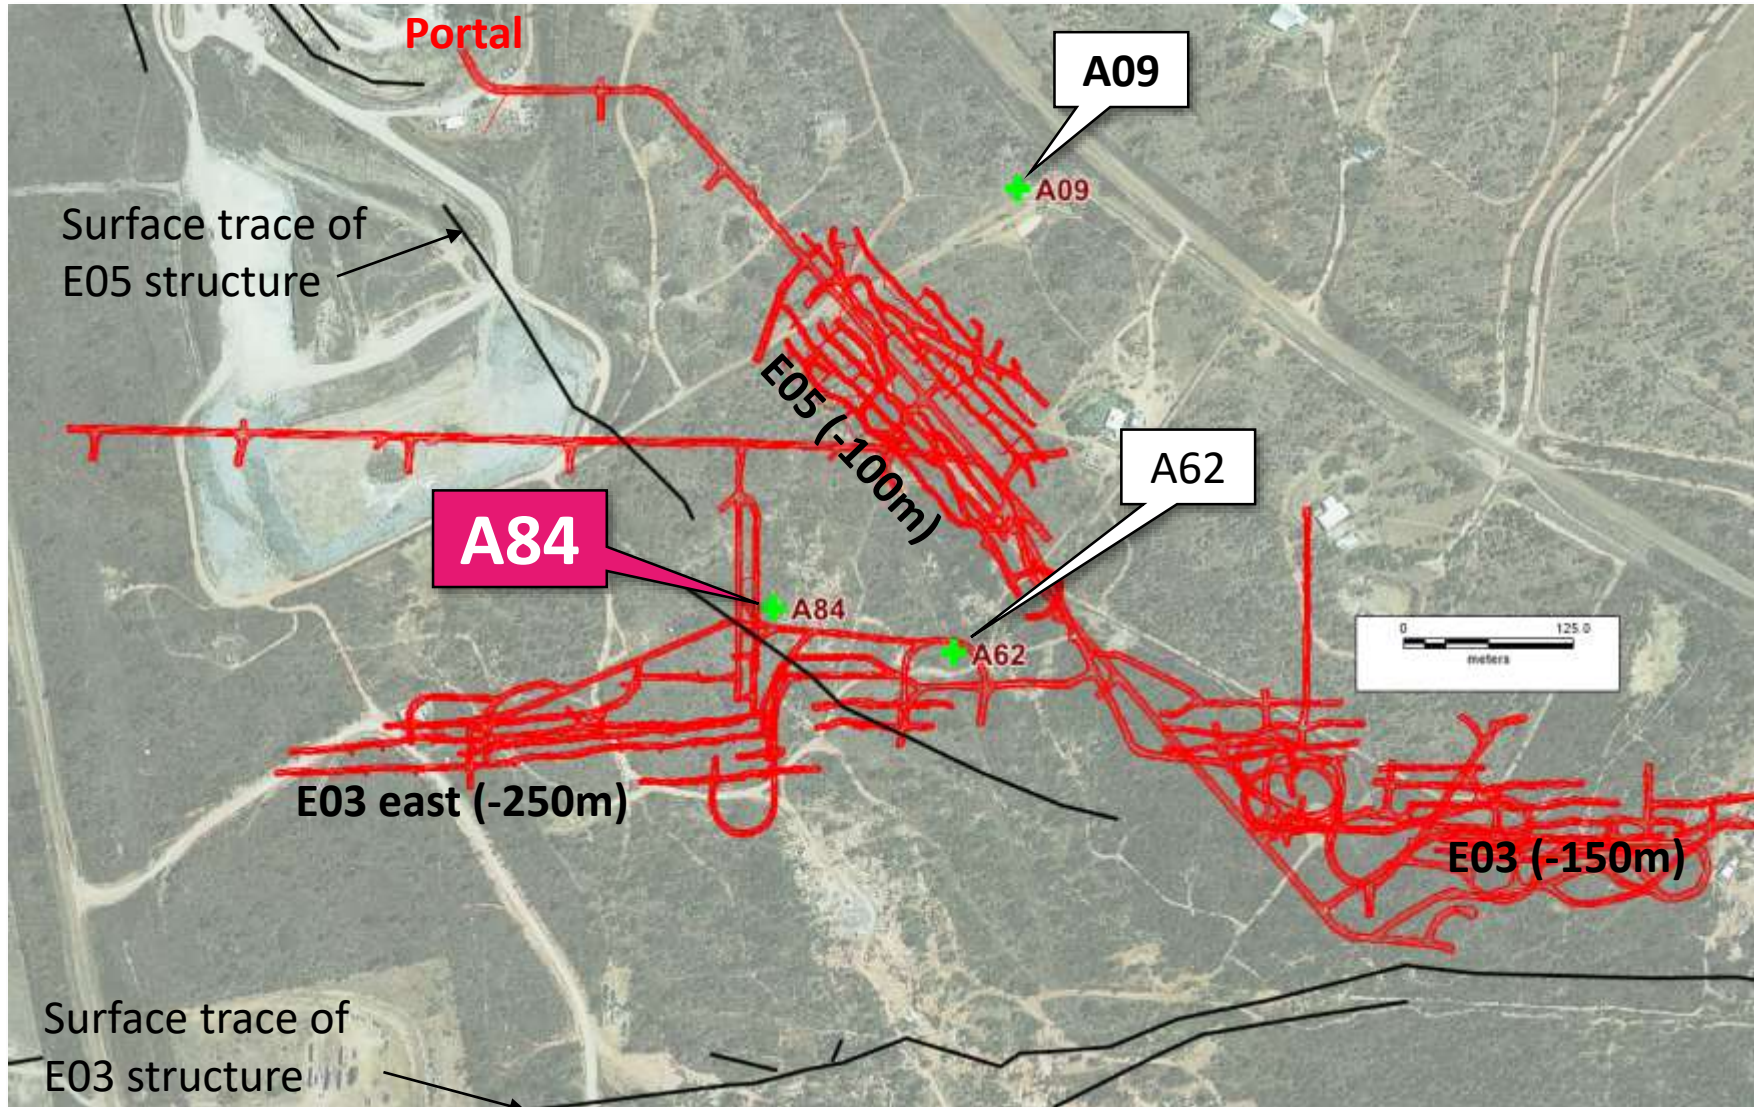 Portal
A09
A09
Surface trace of
E05 structure
E05 (-100m)
A62
A84
A84
A62
0 125.0
meters
E03 east (-250m)
E03 (-150m)
Surface trace of
E03 structure